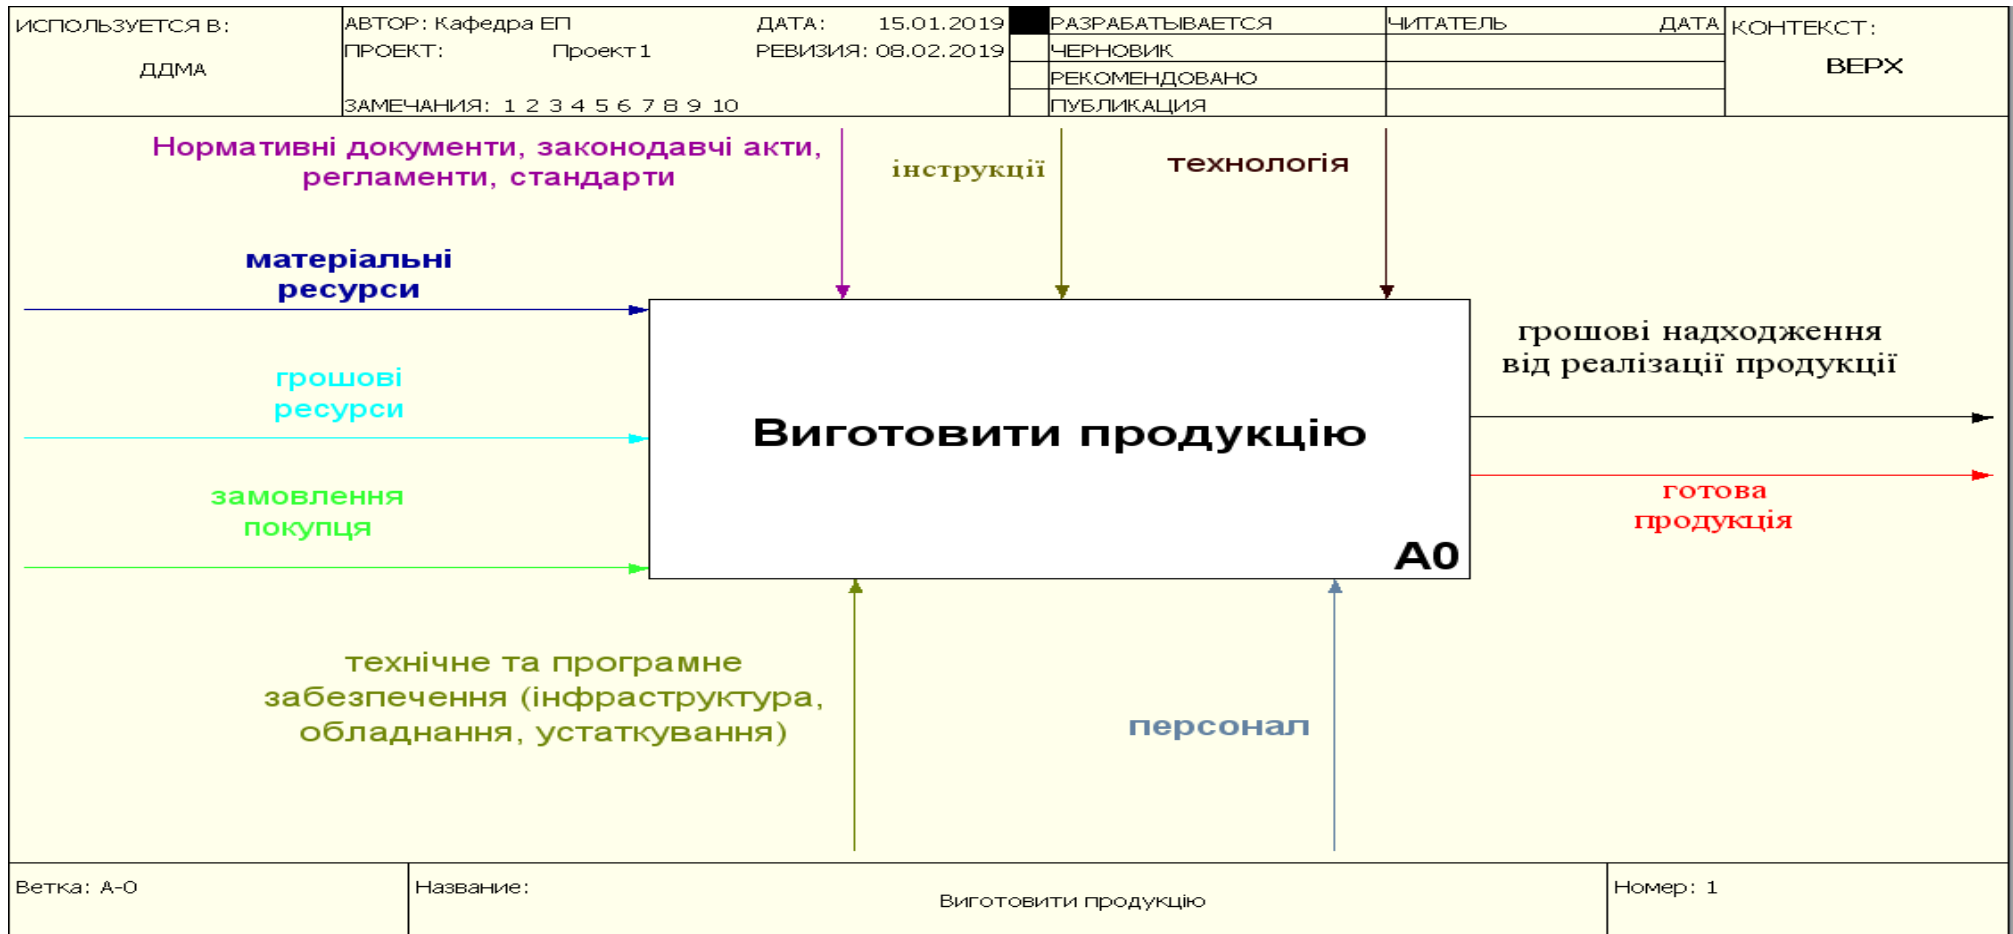 ИСПОЛЬЗУЕТСЯ В:
ДДМА
АВТОР: Кафедра ЕП
ДАТА: 15.01.2019
ПРОЕКТ: Проект1
РЕВИЗИЯ: 08.02.2019
ЗАМЕЧАНИЯ: 1 2 3 4 5 6 7 8 9 10
РАЗРАБАТЫВАЕТСЯ
ЧЕРНОВИК
РЕКОМЕНДОВАНО
ПУБЛИКАЦИЯ
ЧИТАТЕЛЬ ДАТА
КОНТЕКСТ:
ВЕРХ
Нормативні документи, законодавчі акти,
регламенти, стандарти
інструкції
технологія
матеріальні
ресурси
грошові
ресурси
замовлення
покупця
Виготовити продукцію
A0
грошові надходження
від реалізації продукції
готова
продукція
технічне та програмне
забезпечення (інфраструктура,
обладнання, устаткування)
персонал
Ветка: A-0
Название:
Виготовити продукцію
Номер: 1